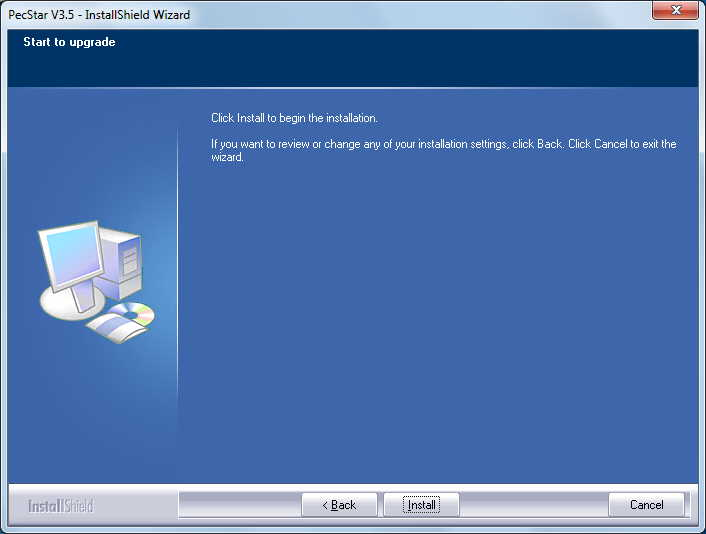 PecStar V3.5 - InstallShield Wizard
Start to upgrade
Click Install to begin the installation.
If you want to review or change any of your installation settings, click Back. Click Cancel to exit the
wizard.
InstallShield
< Back
Install
Cancel